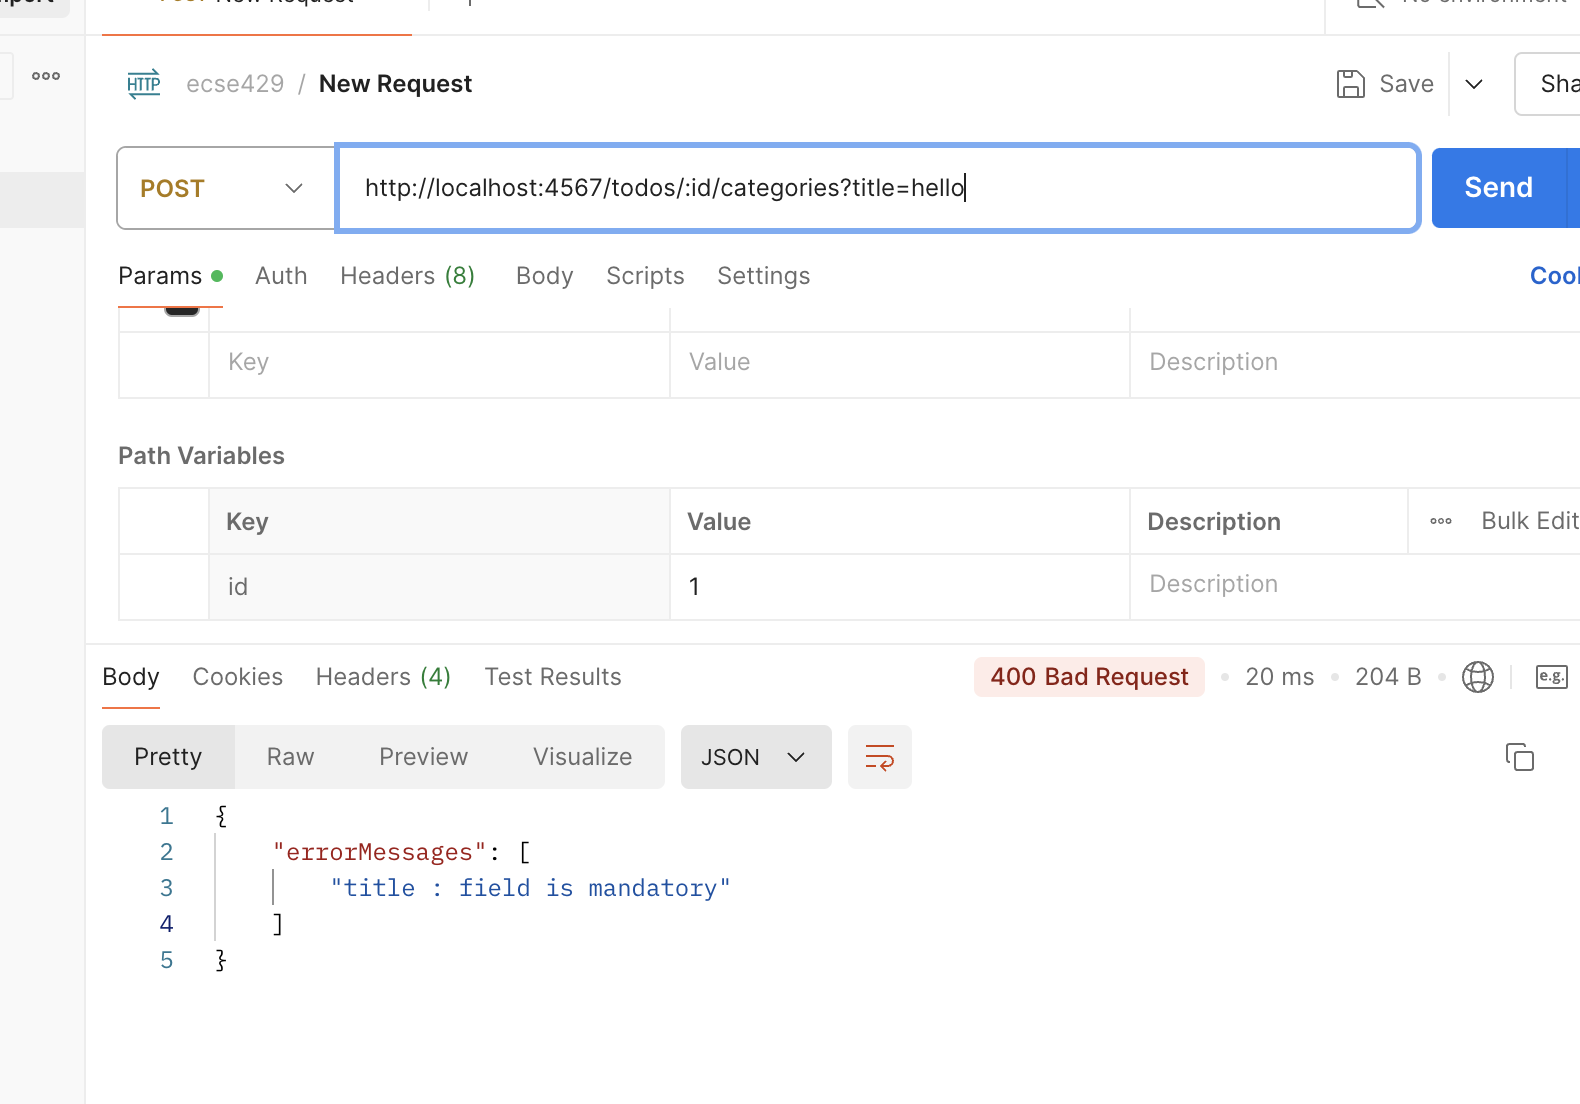 HTTP ecse429 / New Request Save Sha
POST http://localhost:4567/todos/:id/categories?title=hello Send
Params Auth Headers (8) Body Scripts Settings
Key Value Description
Path Variables
Key Value Description Bulk Edit
id 1 Description
Body Cookies Headers (4) Test Results 400 Bad Request 20 ms 204 B e.g.
Pretty Raw Preview Visualize JSON
1 {
2 "errorMessages": [
3 "title : field is mandatory"
4 ]
5 }